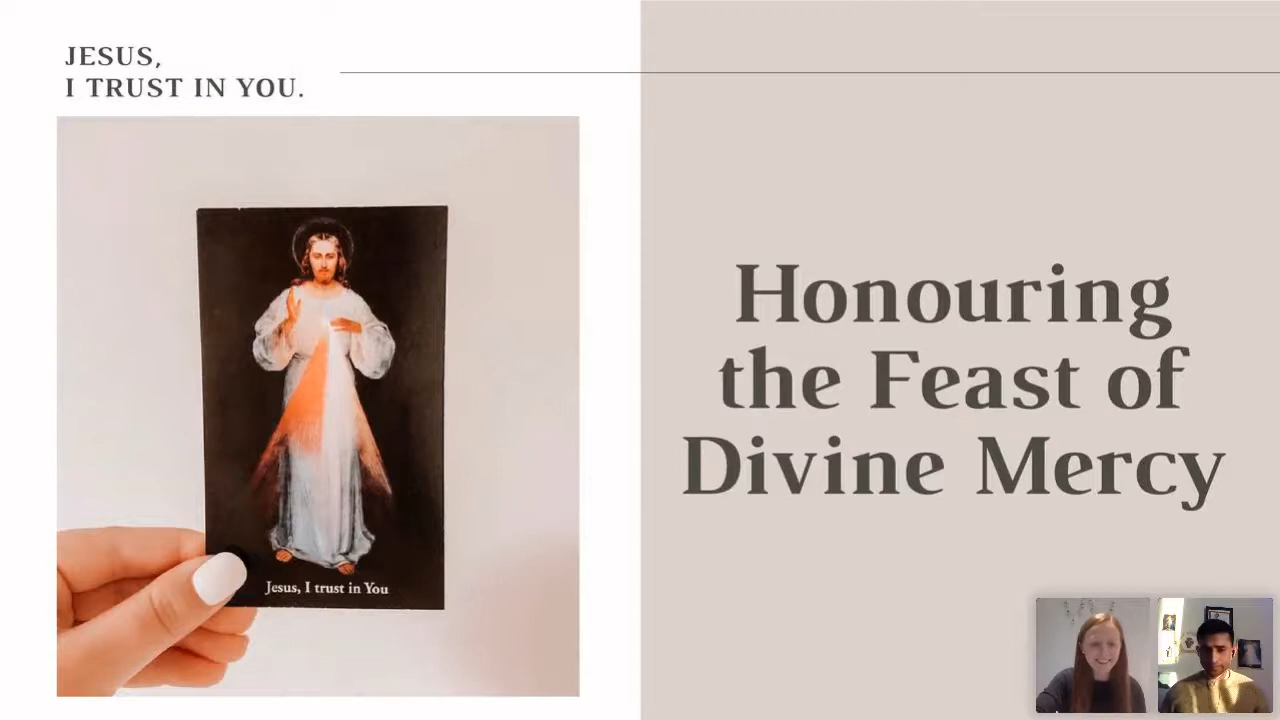 JESUS,
I TRUST IN YOU.
Jesus, I trust in You
Honouring
the Feast of
Divine Mercy